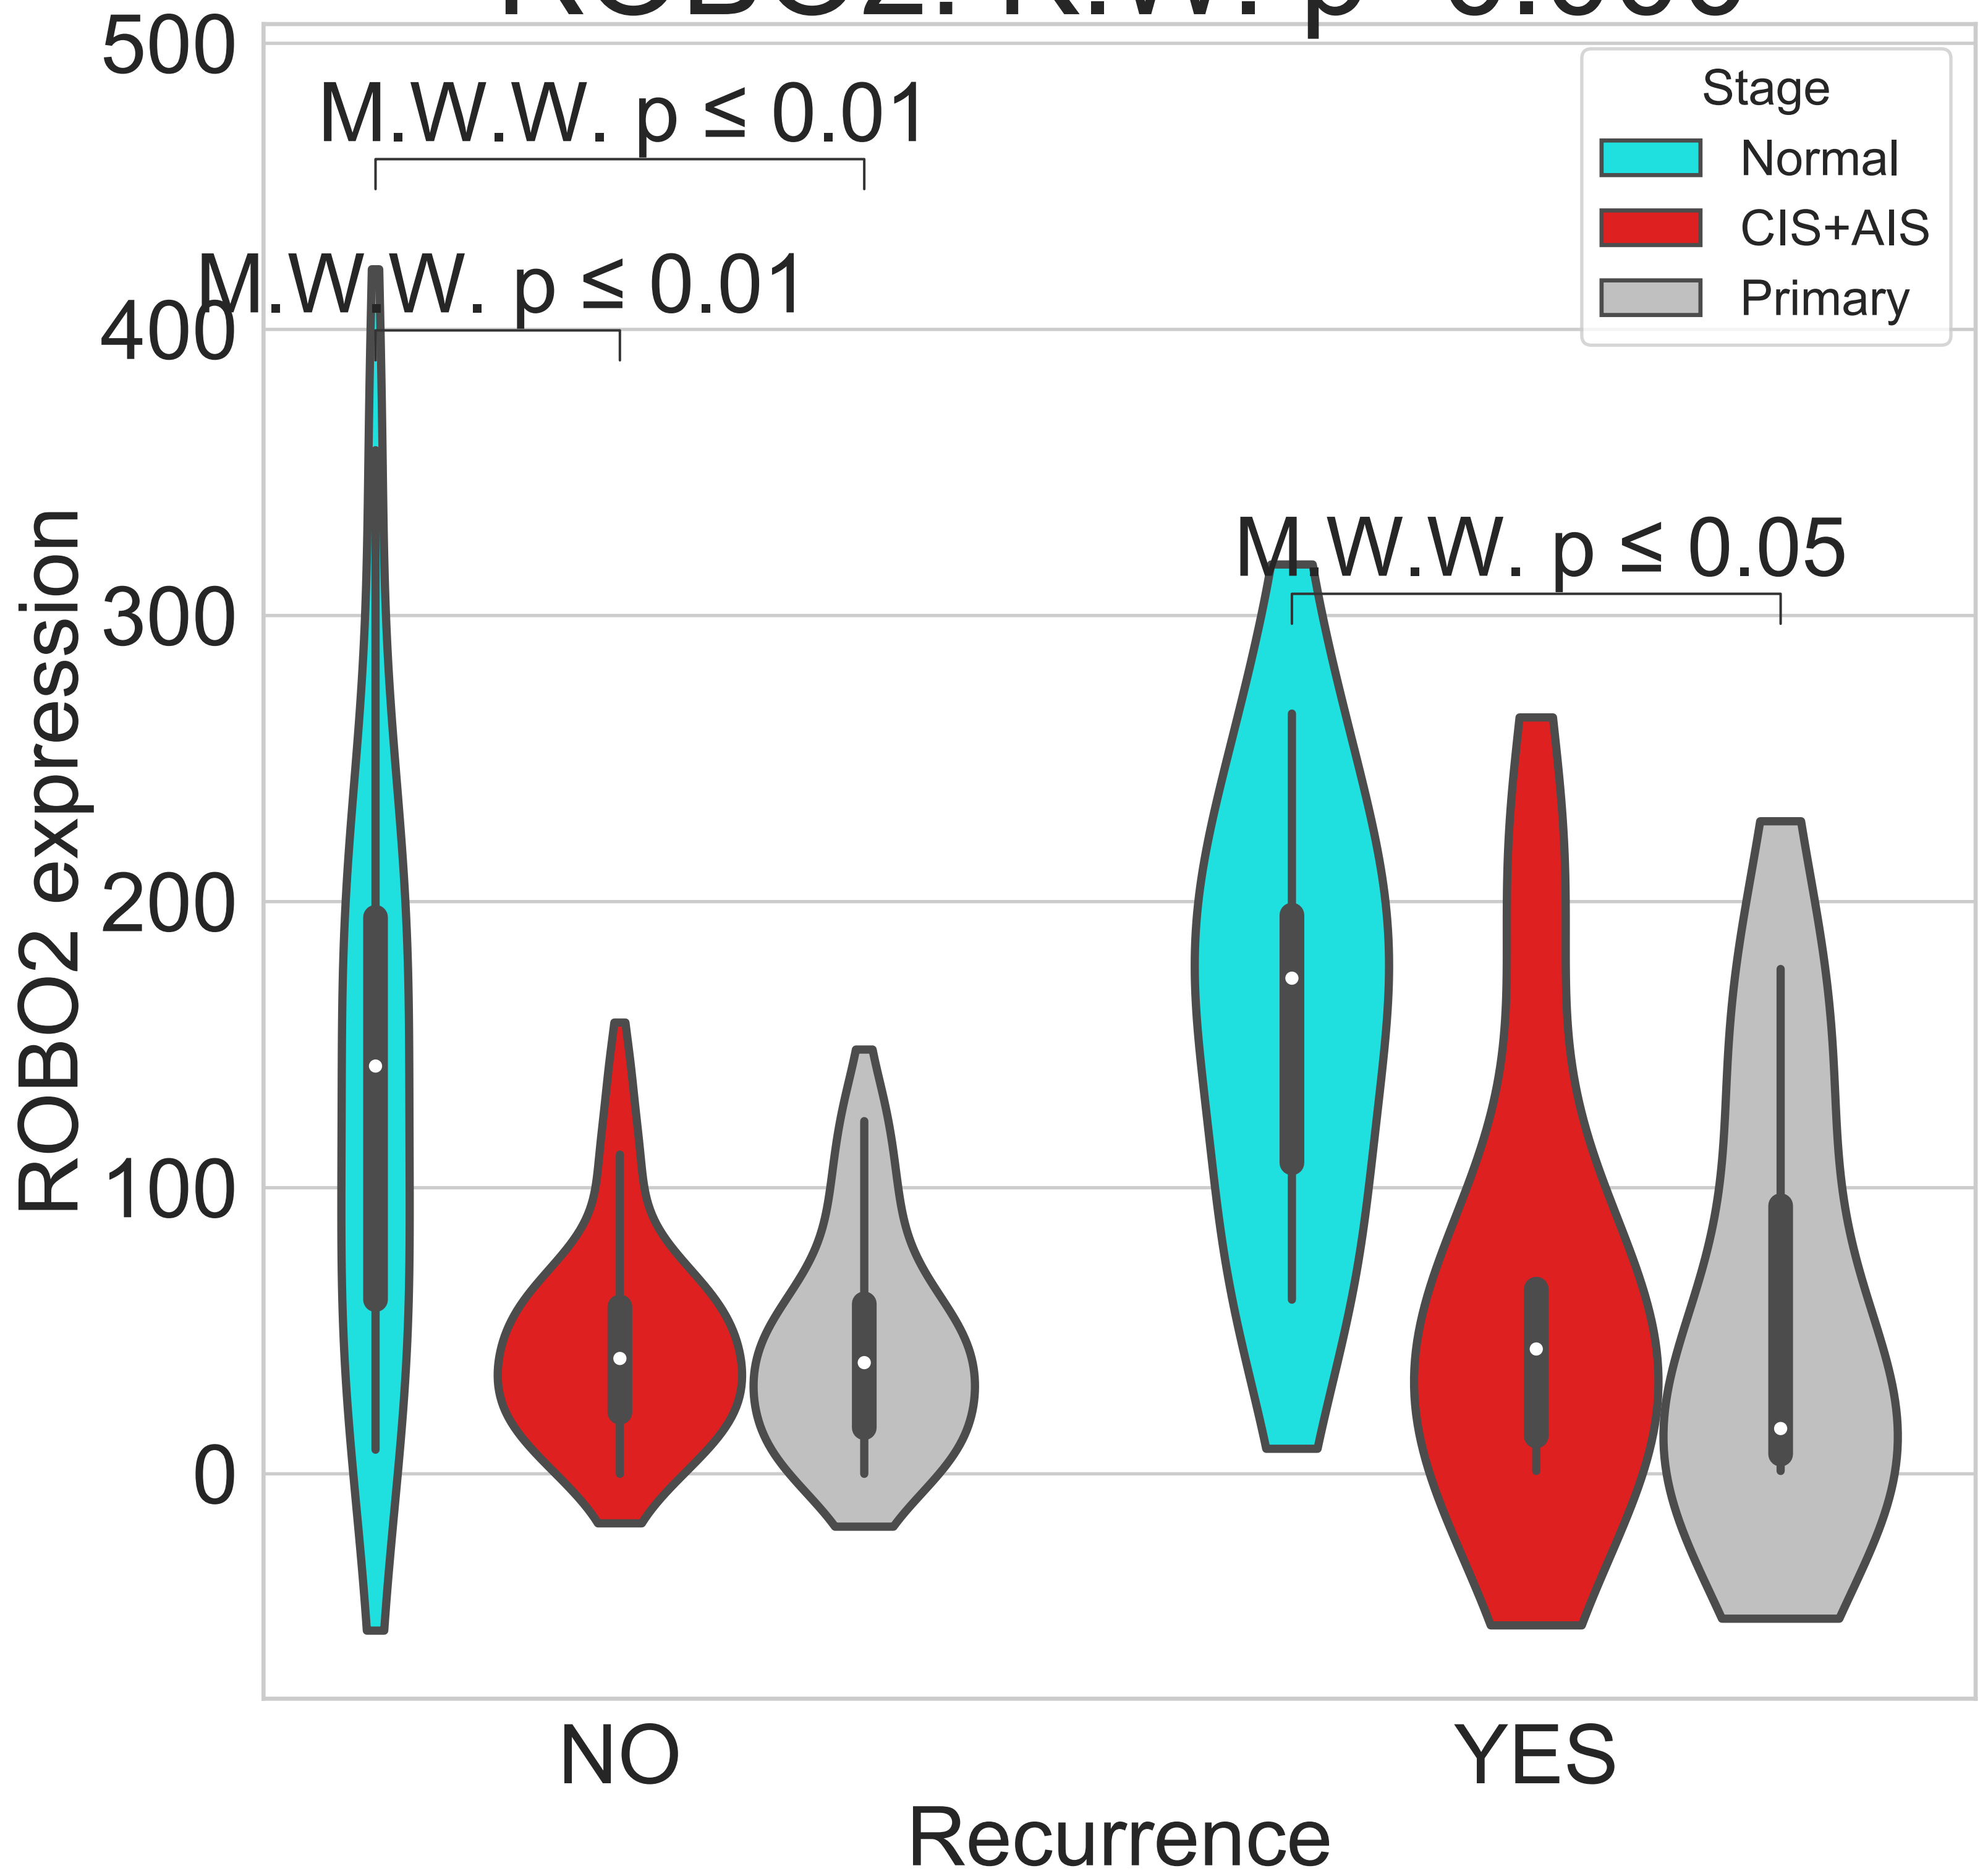 500
M.W.W. p ≤ 0.01
Stage
Normal
CIS+AIS
Primary
M.W.W. p ≤ 0.01
400
M.W.W. p ≤ 0.05
300
200
100
0
ROBO2 expression
NO
YES
Recurrence